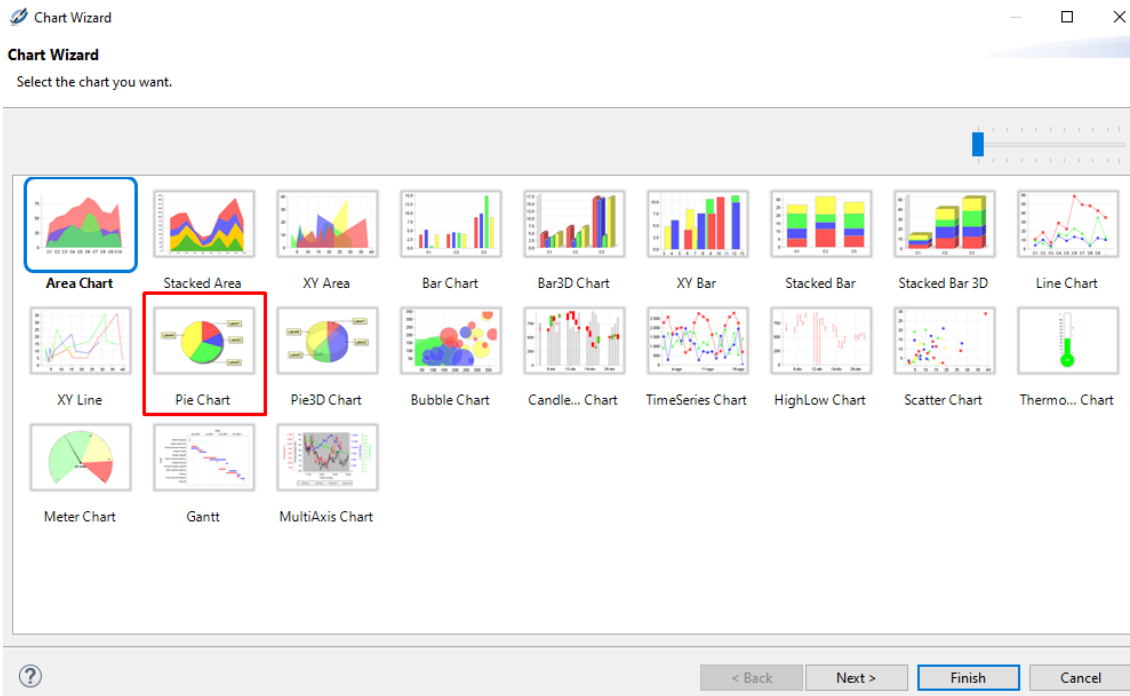 Chart Wizard
Chart Wizard
Select the chart you want.
Area Chart Stacked Area XY Area Bar Chart Bar3D Chart XY Bar Stacked Bar Stacked Bar 3D Line Chart
XY Line Pie Chart Pie3D Chart Bubble Chart Candle... Chart TimeSeries Chart HighLow Chart Scatter Chart Thermo... Chart
Meter Chart Gantt MultiAxis Chart
?
< Back Next > Finish Cancel